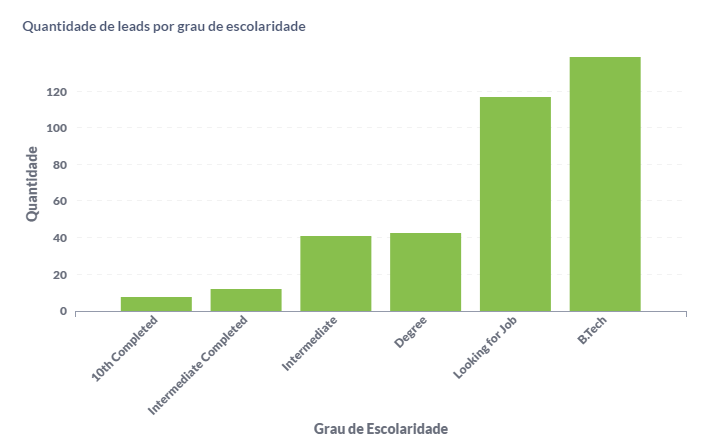 Quantidade de leads por grau de escolaridade
Quantidade
120
100
80
60
40
20
0
10th Completed
Intermediate Completed
Intermediate
Degree
Looking for Job
B.Tech
Grau de Escolaridade